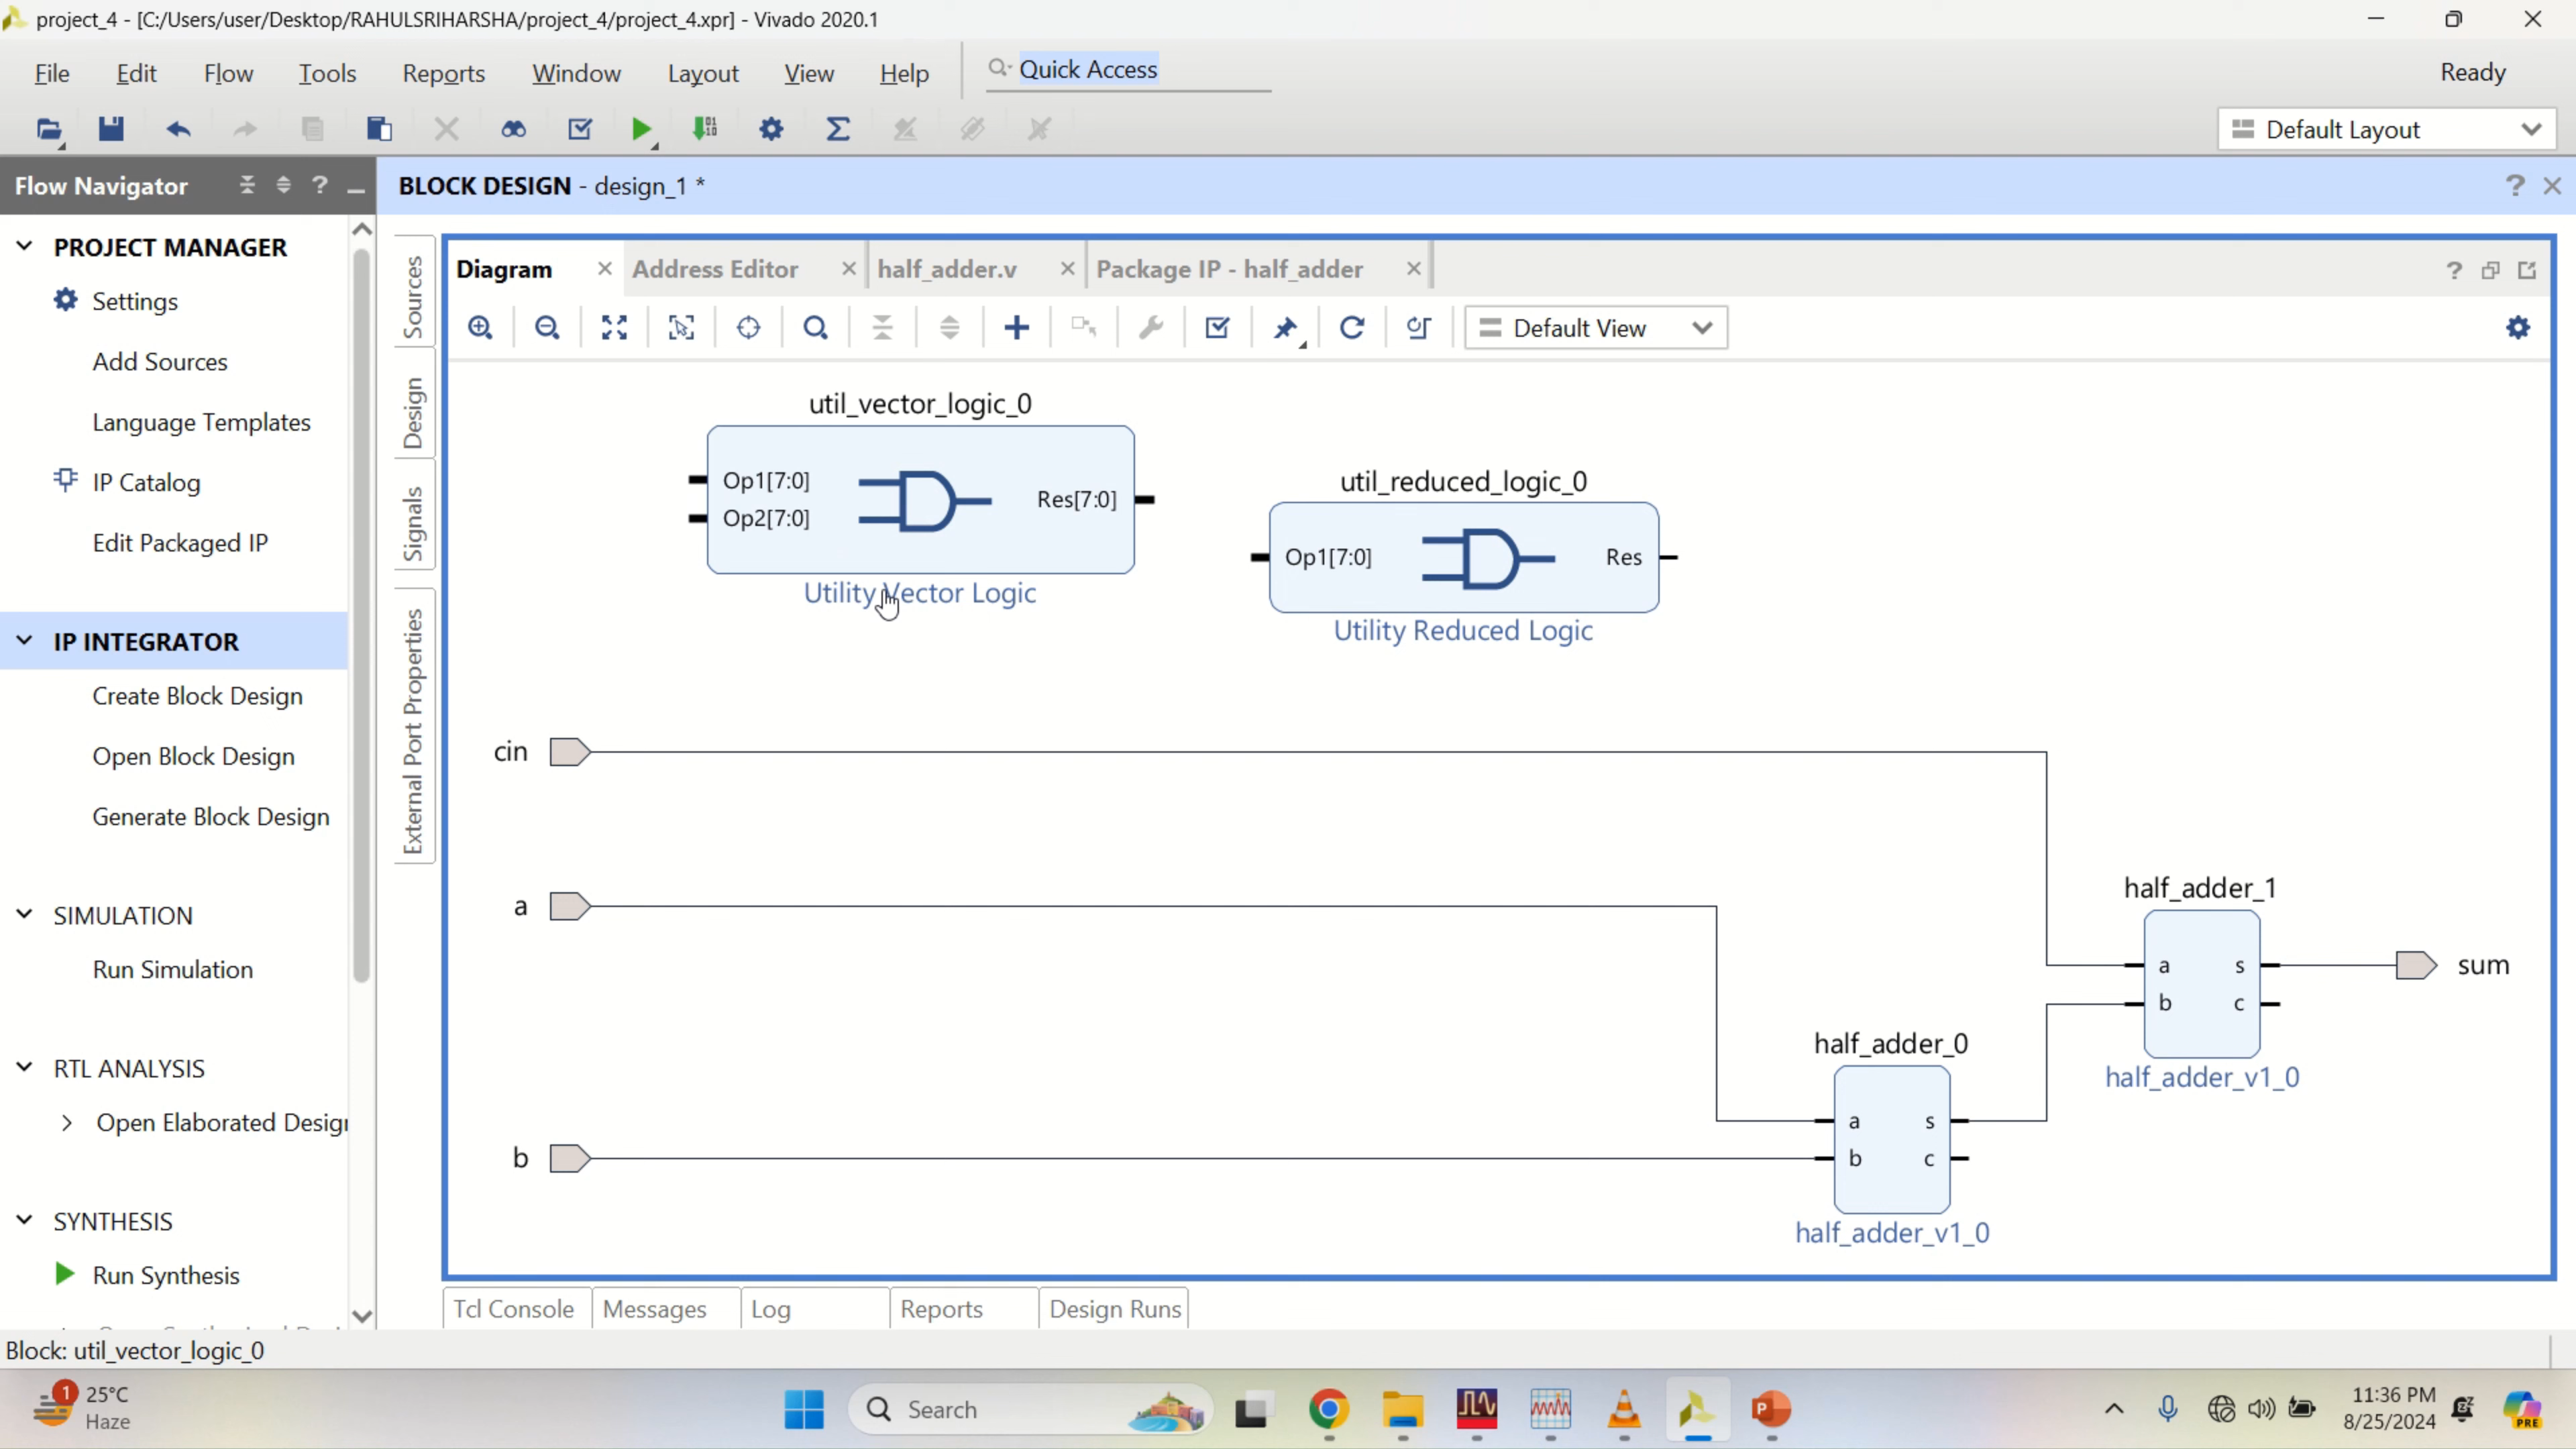 project_4 - [C:/Users/user/Desktop/RAHULSRIHARSHA/project_4/project_4.xpr] - Vivado 2020.1
File Edit Flow Tools Reports Window Layout View Help Quick Access
Ready
Default Layout
Flow Navigator
BLOCK DESIGN - design_1 *
PROJECT MANAGER
Settings
Add Sources
Language Templates
IP Catalog
Edit Packaged IP
IP INTEGRATOR
Create Block Design
Open Block Design
Generate Block Design
SIMULATION
Run Simulation
RTL ANALYSIS
Open Elaborated Design
SYNTHESIS
Run Synthesis
Sources
Design
Signals
External Port Properties
Diagram
Address Editor
half_adder.v
Package IP - half_adder
Default View
util_vector_logic_0
Op1[7:0]
Op2[7:0]
Res[7:0]
Utility Vector Logic
util_reduced_logic_0
Op1[7:0]
Res
Utility Reduced Logic
cin
a
b
half_adder_1
a s
b c
half_adder_v1_0
sum
half_adder_0
a s
b c
half_adder_v1_0
Tcl Console
Messages
Log
Reports
Design Runs
Block: util_vector_logic_0
1
25°C
Haze
Search
11:36 PM
8/25/2024
PRE